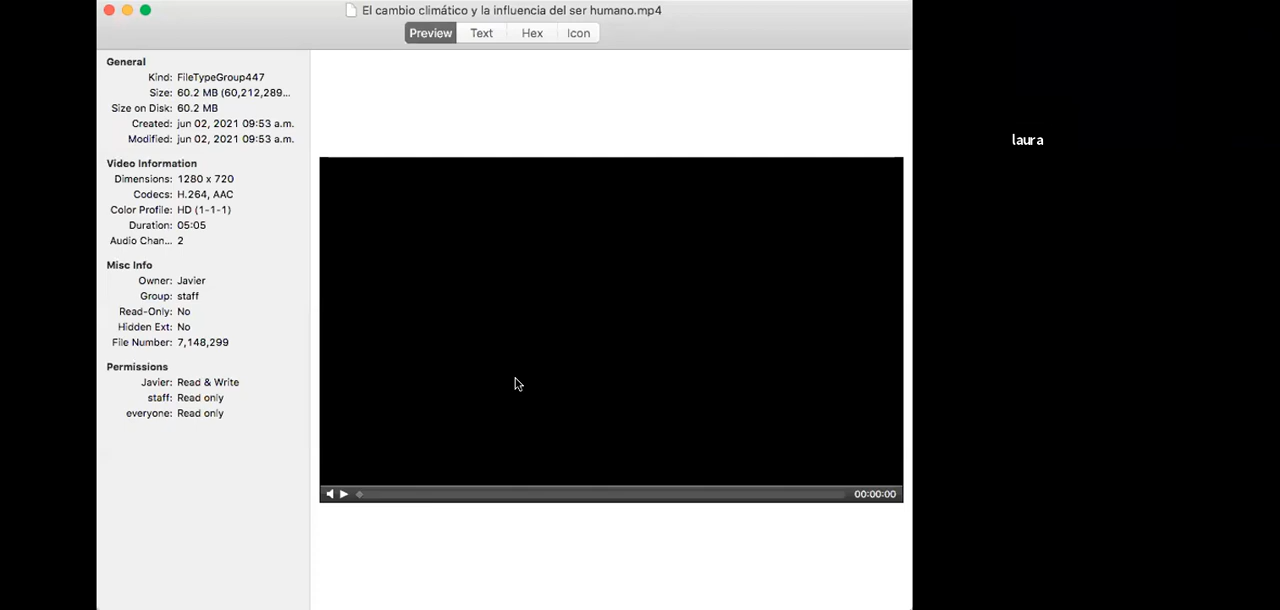 El cambio climático y la influencia del ser humano.mp4
Preview Text Hex Icon
General
Kind: FileTypeGroup447
Size: 60.2 MB (60,212,289...
Size on Disk: 60.2 MB
Created: jun 02, 2021 09:53 a.m.
Modified: jun 02, 2021 09:53 a.m.
Video Information
Dimensions: 1280 x 720
Codecs: H.264, AAC
Color Profile: HD (1-1-1)
Duration: 05:05
Audio Chan... 2
Misc Info
Owner: Javier
Group: staff
Read-Only: No
Hidden Ext: No
File Number: 7,148,299
Permissions
Javier: Read & Write
staff: Read only
everyone: Read only
00:00:00
laura